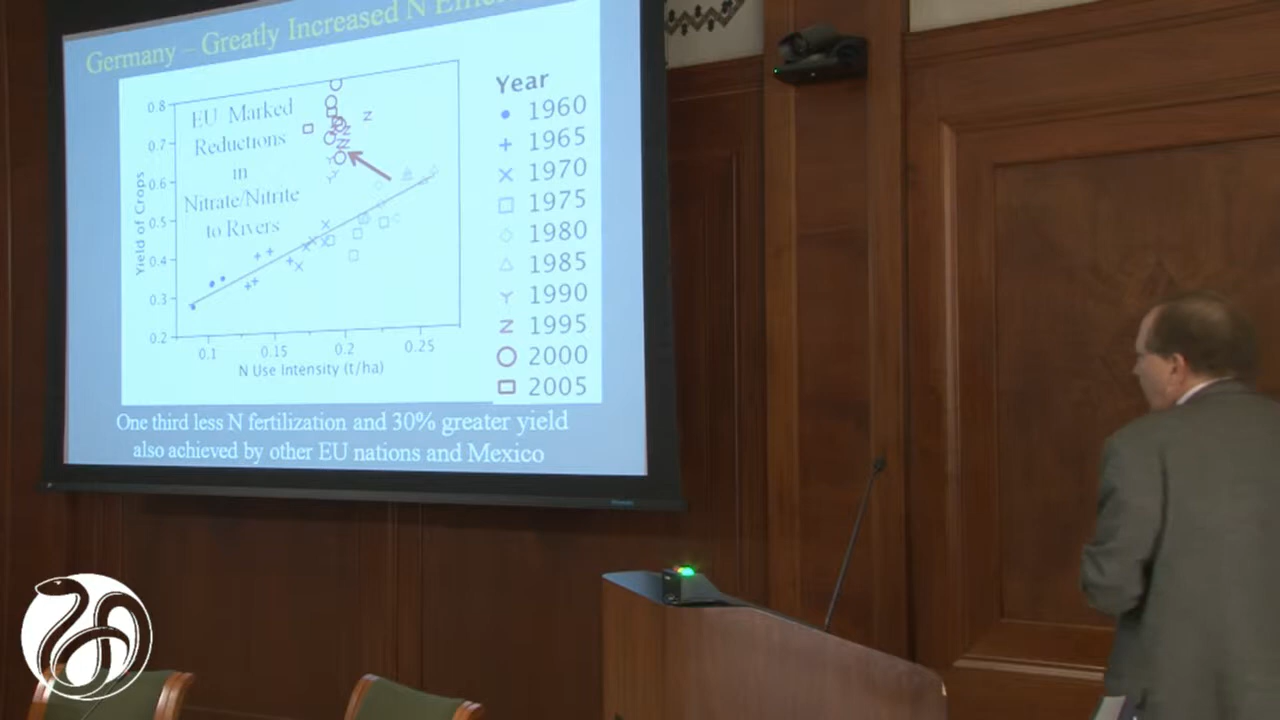 Germany – Greatly Increased N
EU Marked
Reductions
in
Nitrate/Nitrite
to Rivers
Yield of Crops
0.8
0.7
0.6
0.5
0.4
0.3
0.2
0.1
0.15
0.2
0.25
N Use Intensity (t/ha)
Year
1960
1965
1970
1975
1980
1985
1990
1995
2000
2005
One third less N fertilization and 30% greater yield
also achieved by other EU nations and Mexico